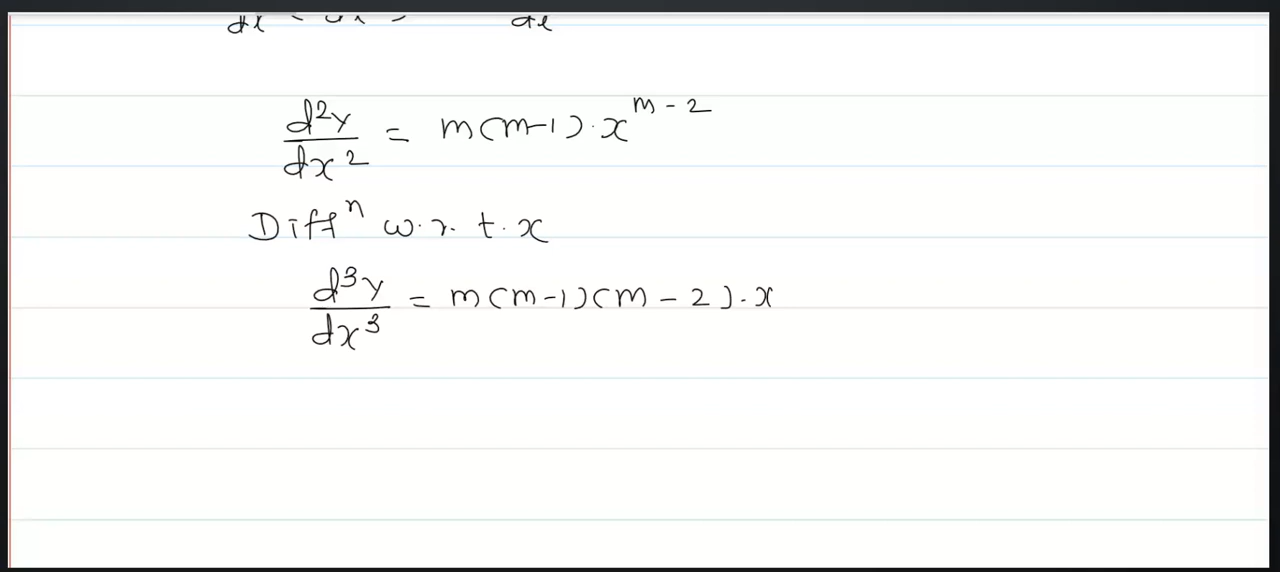 d²y/dx² = m(m-1).x^{m-2}
Diffⁿ w.r.t.x
d³y/dx³ = m(m-1)(m-2).x